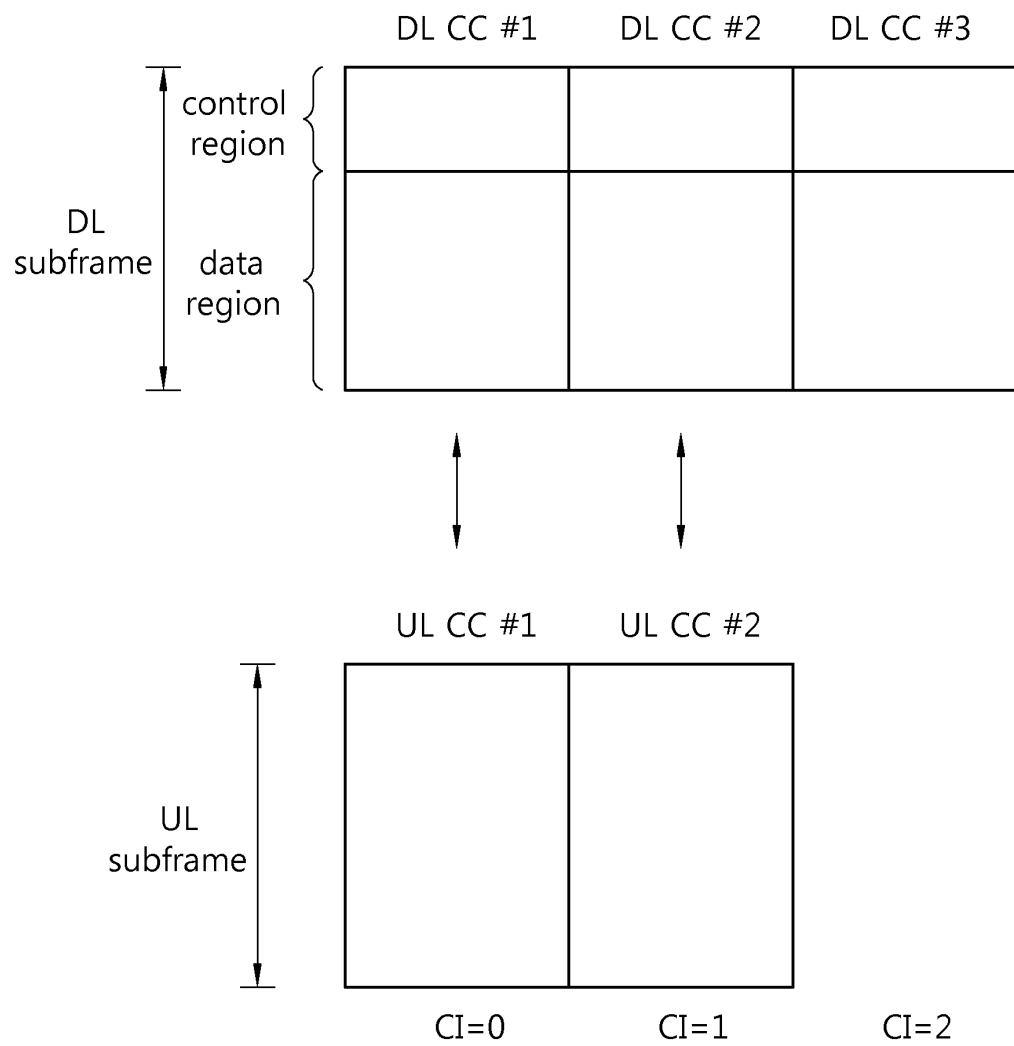 DL CC #1 DL CC #2 DL CC #3
control
region
DL
subframe
data
region
UL CC #1 UL CC #2
UL
subframe
CI=0 CI=1 CI=2